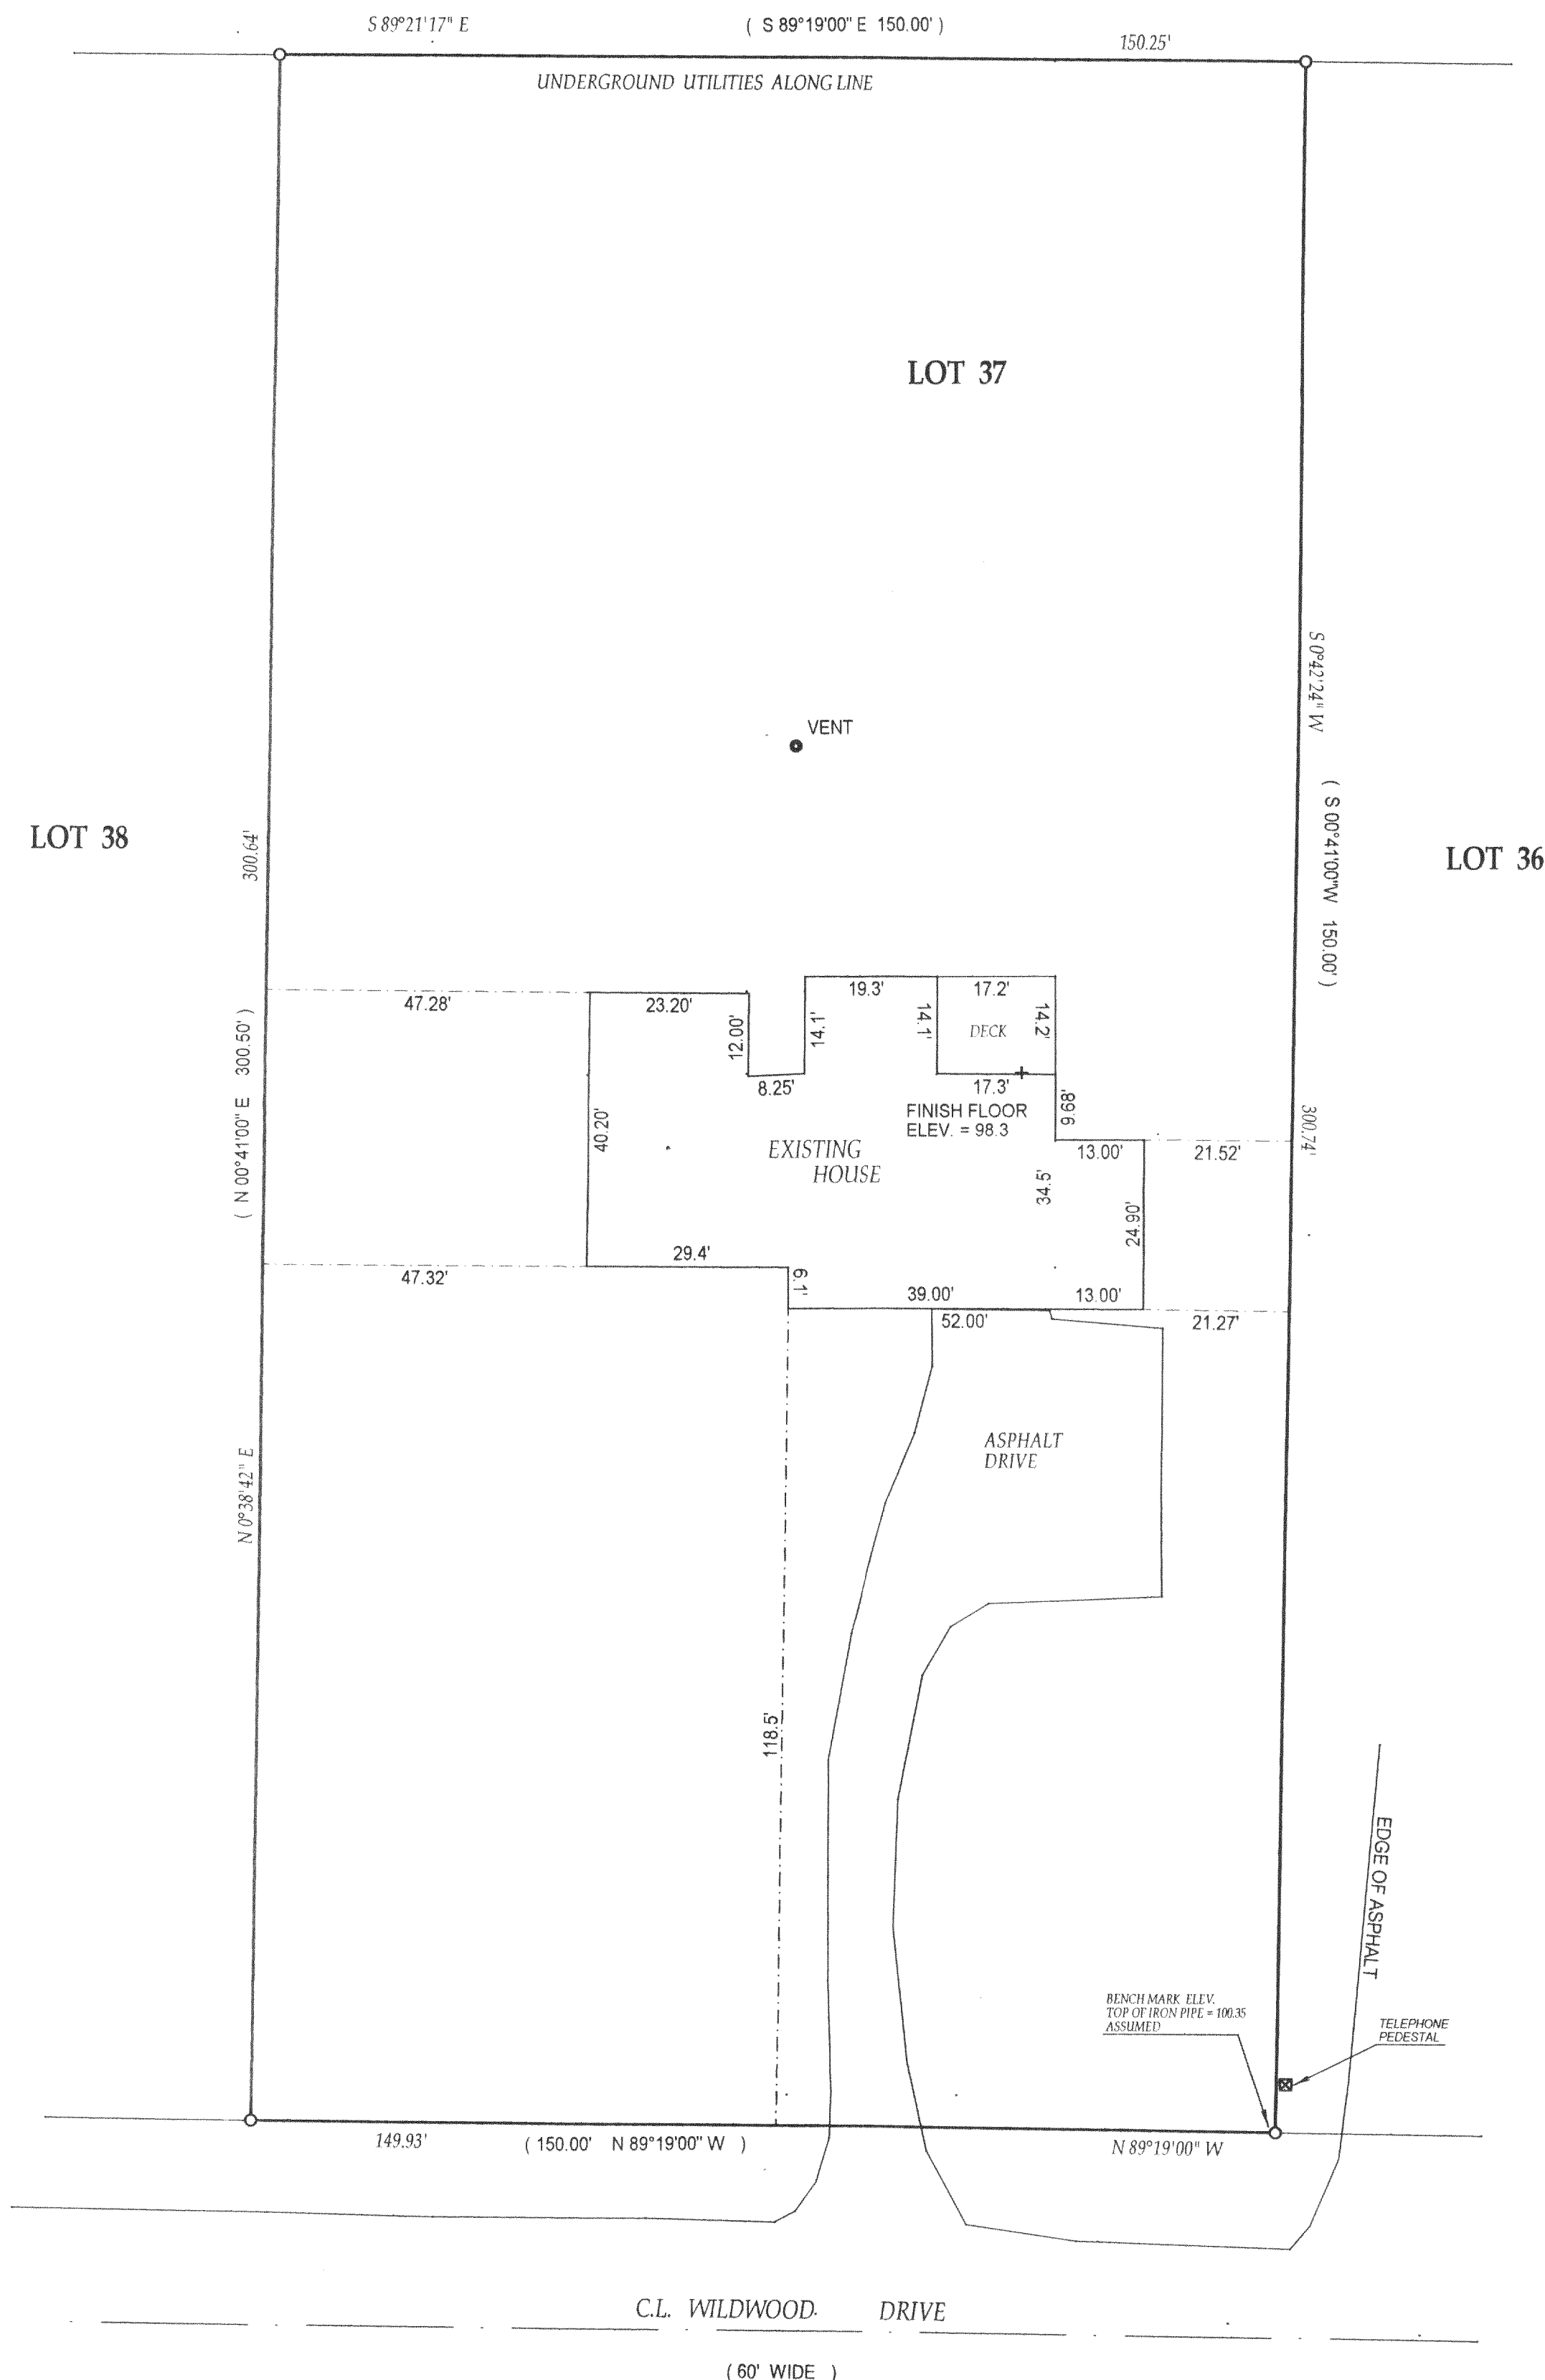 S 89°21'17" E
( S 89°19'00" E 150.00' )
150.25'
UNDERGROUND UTILITIES ALONG LINE
LOT 37
S 0°42'24" W
VENT
( S 00°41'00"W 150.00' )
LOT 38
300.64'
LOT 36
47.28'
23.20'
19.3'
17.2'
12.00'
14.1'
14.1'
DECK
14.2'
8.25'
17.3'
( N 00°41'00" E 300.50' )
9.68'
FINISH FLOOR
ELEV. = 98.3
40.20'
EXISTING
HOUSE
13.00'
21.52'
300.74'
34.5'
24.90'
29.4'
47.32'
6.1'
39.00'
13.00'
52.00'
21.27'
ASPHALT
DRIVE
N 0°38'42" E
118.5'
EDGE OF ASPHALT
BENCH MARK ELEV.
TOP OF IRON PIPE = 100.35
ASSUMED
TELEPHONE
PEDESTAL
149.93'
( 150.00' N 89°19'00" W )
N 89°19'00" W
C.L. WILDWOOD DRIVE
( 60' WIDE )